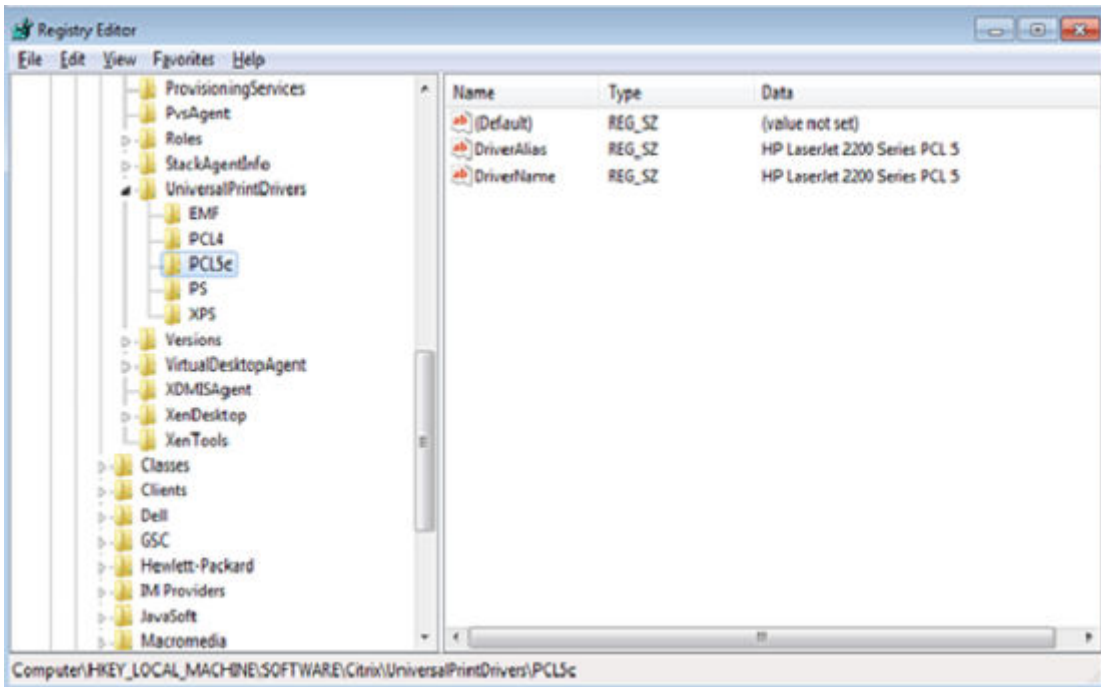 Registry Editor
File Edit View Favorites Help
ProvisioningServices
PvsAgent
Roles
StackAgentInfo
UniversalPrintDrivers
EMF
PCL4
PCL5c
PS
XPS
Versions
VirtualDesktopAgent
XDMISAgent
XenDesktop
XenTools
Classes
Clients
Dell
GSC
Hewlett-Packard
IM Providers
JavaSoft
Macromedia
Name Type Data
ab (Default) REG_SZ (value not set)
ab DriverAlias REG_SZ HP LaserJet 2200 Series PCL 5
ab DriverName REG_SZ HP LaserJet 2200 Series PCL 5
Computer\HKEY_LOCAL_MACHINE\SOFTWARE\Citrix\UniversalPrintDrivers\PCL5c